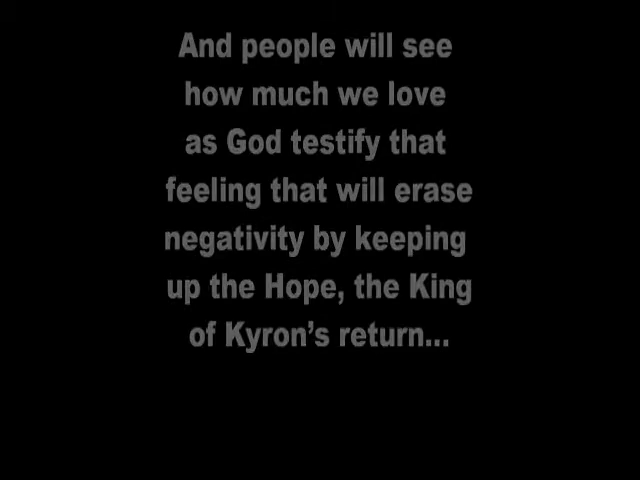 And people will see
how much we love
as God testify that
feeling that will erase
negativity by keeping
up the Hope, the King
of Kyron’s return...